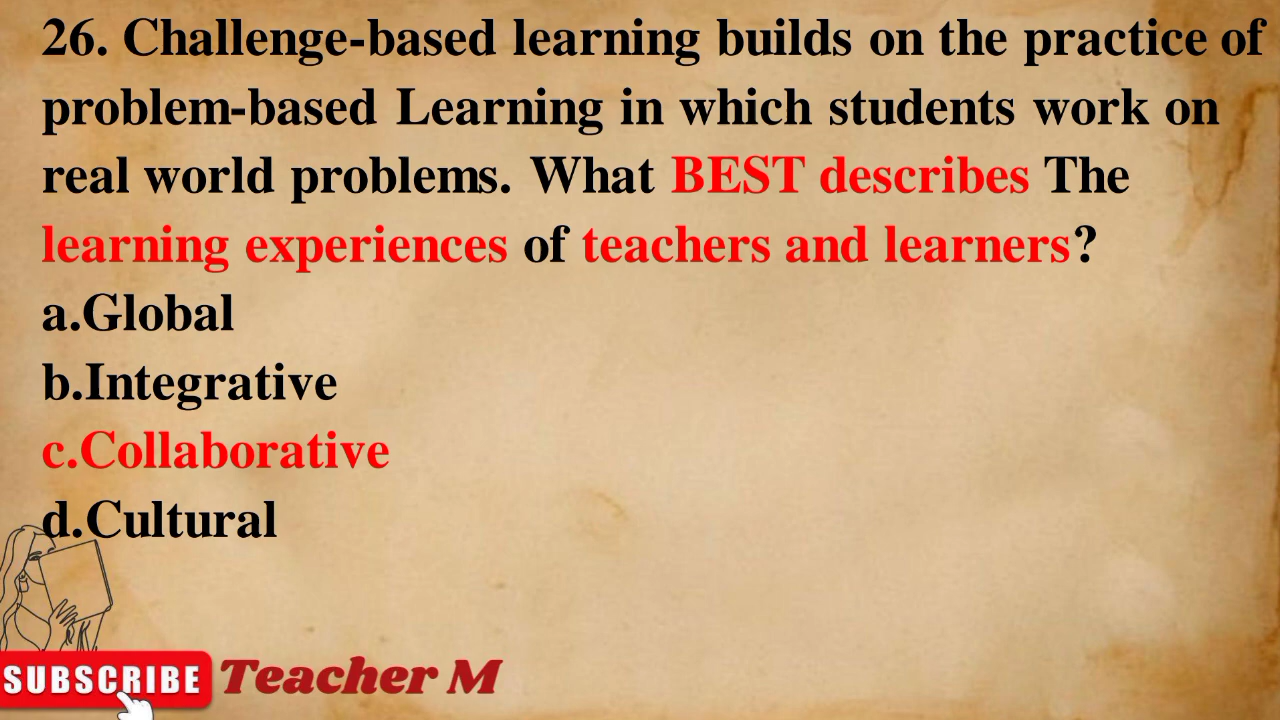 26. Challenge-based learning builds on the practice of
problem-based Learning in which students work on
real world problems. What BEST describes The
learning experiences of teachers and learners?
a.Global
b.Integrative
c.Collaborative
d.Cultural
SUBSCRIBE Teacher M